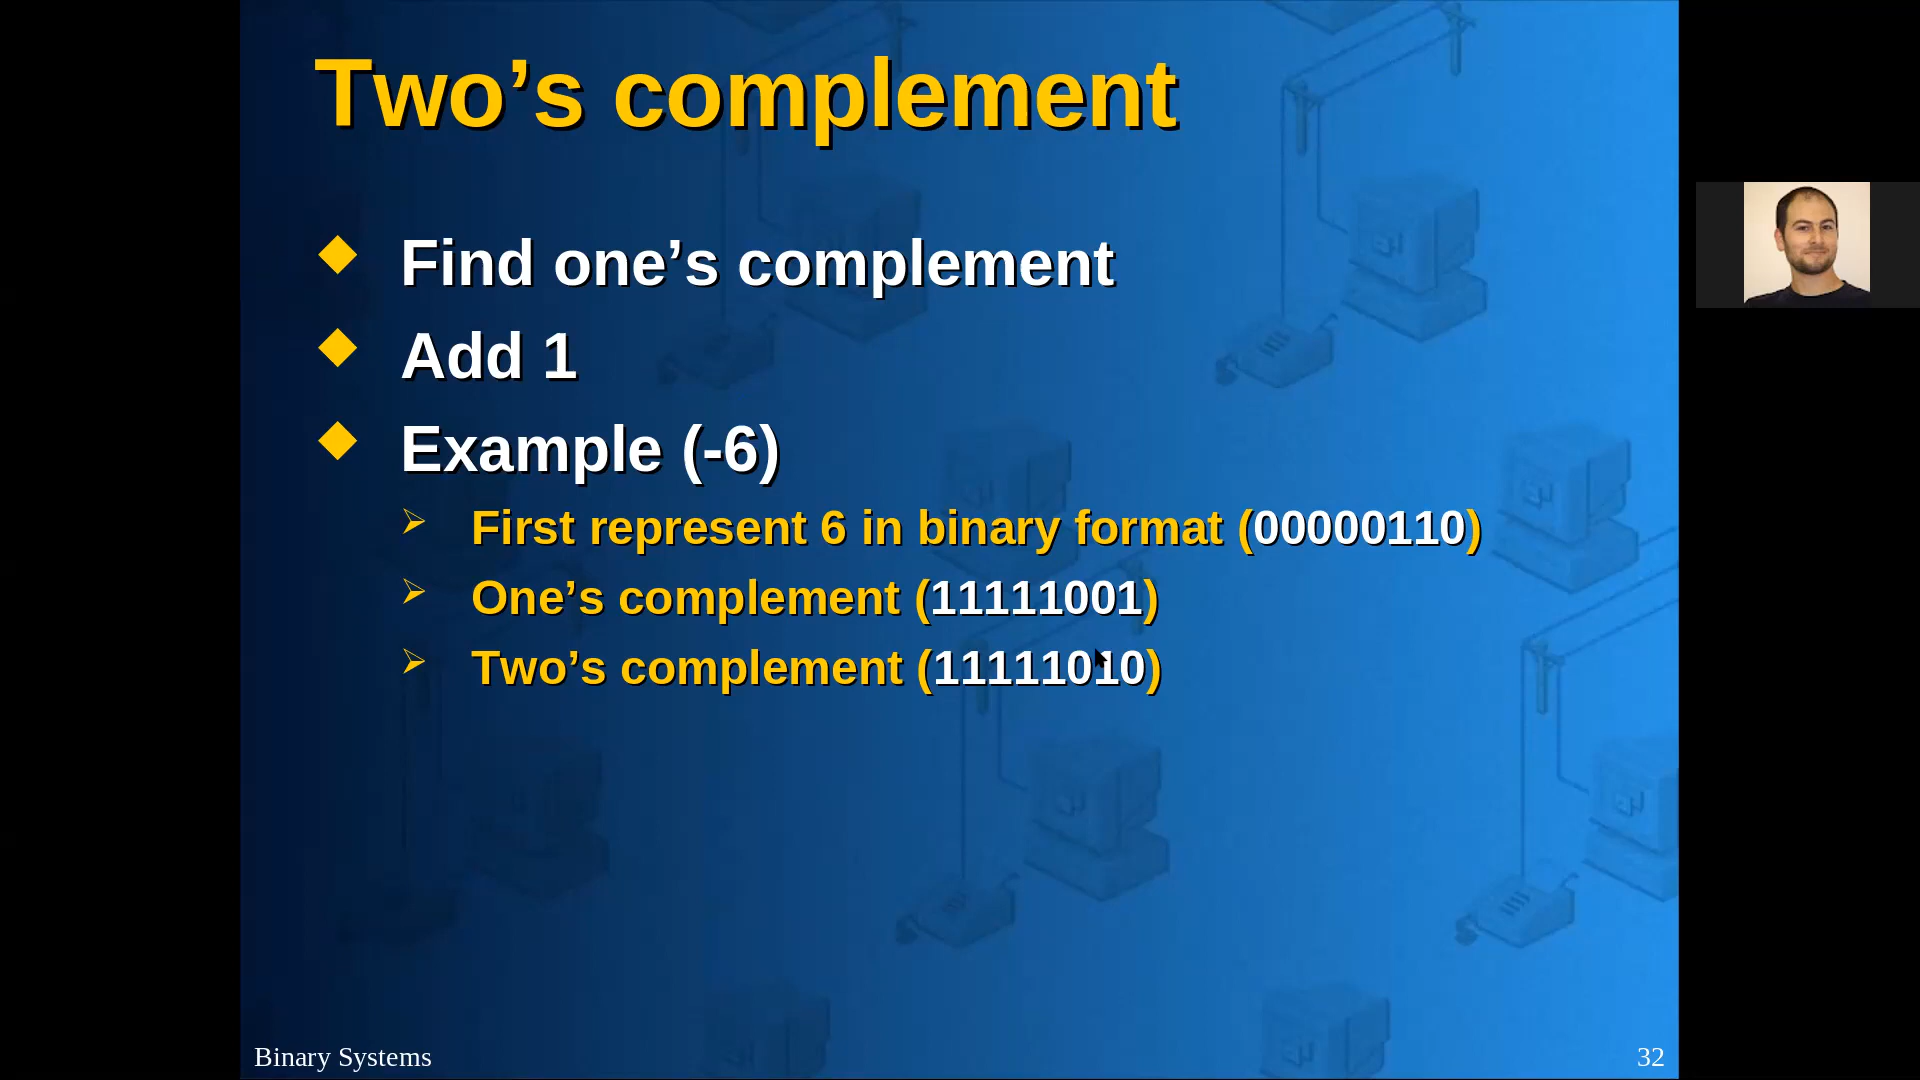 Two’s complement
Find one’s complement
Add 1
Example (-6)
First represent 6 in binary format (00000110)
One’s complement (11111001)
Two’s complement (11111010)
Binary Systems
32